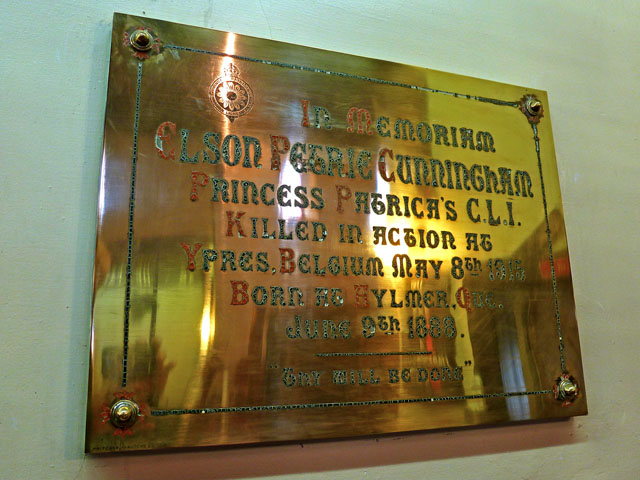 In Memoriam
Elson Petrie Cunningham
Princess Patrica's C.L.I.
Killed in action at
Ypres, Belgium May 8th 1915
Born at Aylmer, Que.
June 9th 1889.
"Thy will be done"